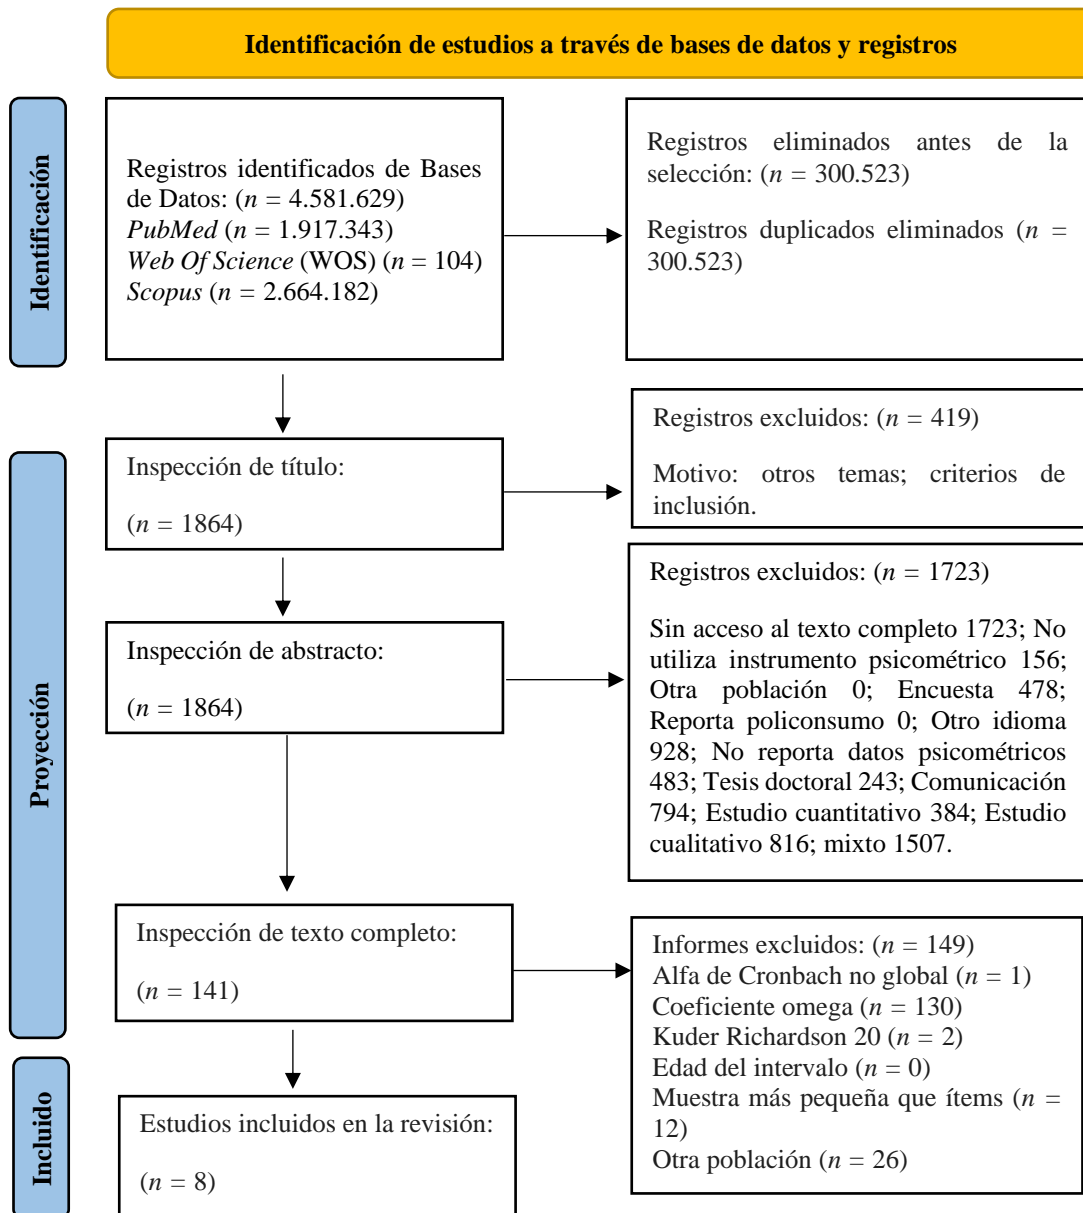 Identificación de estudios a través de bases de datos y registros
Identificación
Registros identificados de Bases
de Datos: (n = 4.581.629)
PubMed (n = 1.917.343)
Web Of Science (WOS) (n = 104)
Scopus (n = 2.664.182)
Registros eliminados antes de la
selección: (n = 300.523)
Registros duplicados eliminados (n =
300.523)
Proyección
Inspección de título:
(n = 1864)
Registros excluidos: (n = 419)
Motivo: otros temas; criterios de
inclusión.
Inspección de abstracto:
(n = 1864)
Registros excluidos: (n = 1723)
Sin acceso al texto completo 1723; No
utiliza instrumento psicométrico 156;
Otra población 0; Encuesta 478;
Reporta policonsumo 0; Otro idioma
928; No reporta datos psicométricos
483; Tesis doctoral 243; Comunicación
794; Estudio cuantitativo 384; Estudio
cualitativo 816; mixto 1507.
Inspección de texto completo:
(n = 141)
Informes excluidos: (n = 149)
Alfa de Cronbach no global (n = 1)
Coeficiente omega (n = 130)
Kuder Richardson 20 (n = 2)
Edad del intervalo (n = 0)
Muestra más pequeña que ítems (n =
12)
Otra población (n = 26)
Incluido
Estudios incluidos en la revisión:
(n = 8)